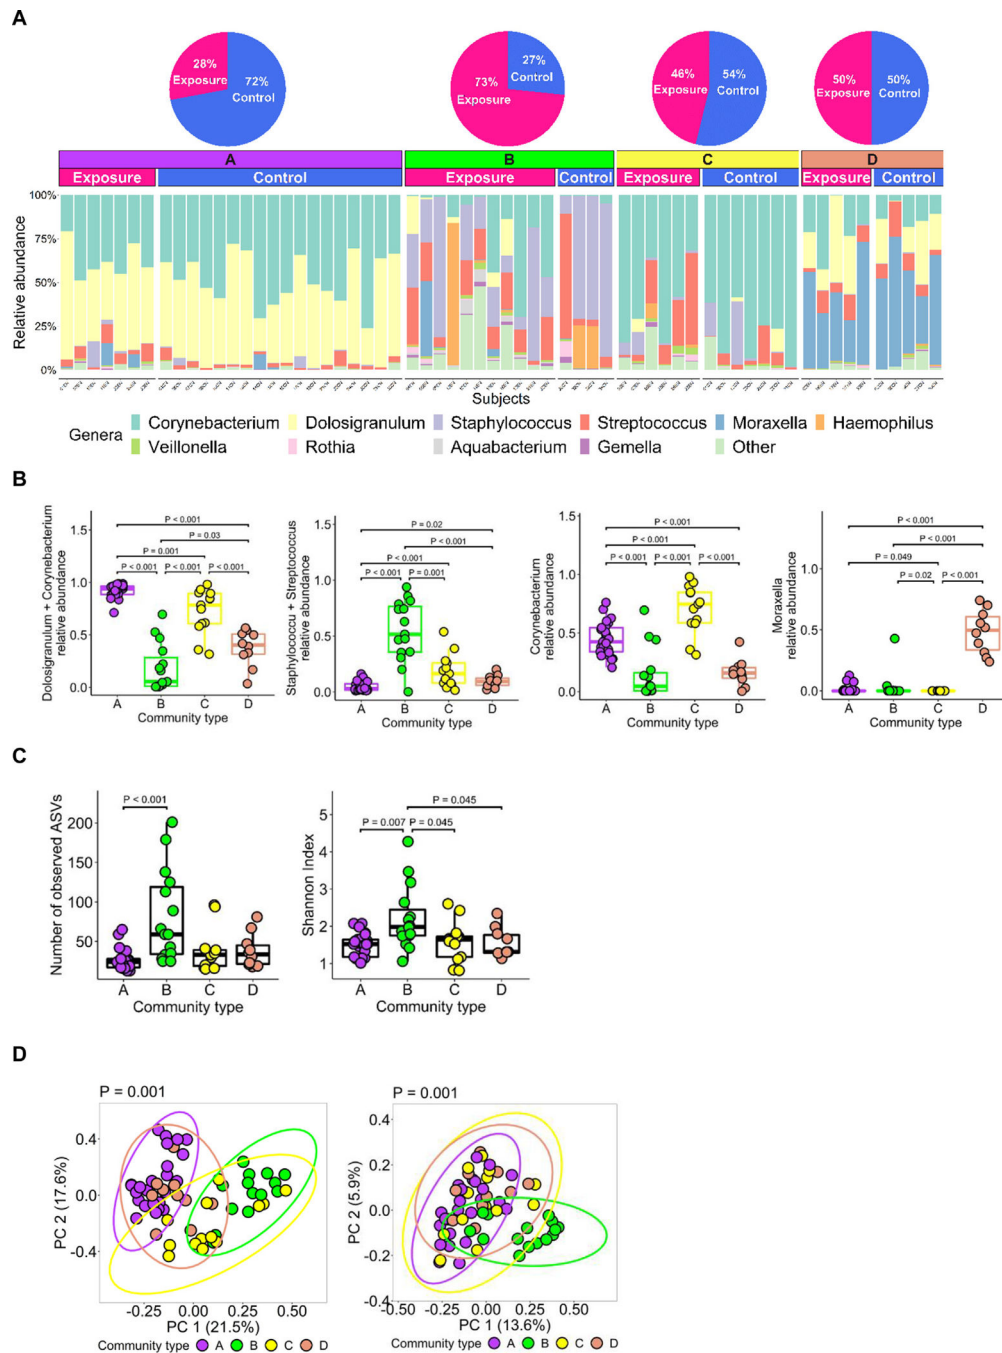 A
28%
Exposure
72%
Control
73%
Exposure
27%
Control
46%
Exposure
54%
Control
50%
Exposure
50%
Control
A
B
C
D
Exposure
Control
Exposure
Control
Exposure
Control
Exposure
Control
Relative abundance
100%
75%
50%
25%
0%
Subjects
Genera
Corynebacterium
Dolosigranulum
Staphylococcus
Streptococcus
Moraxella
Haemophilus
Veillonella
Rothia
Aquabacterium
Gemella
Other
B
Dolosigranulum + Corynebacterium
relative abundance
1.5
1.0
0.5
0.0
P < 0.001
P = 0.03
P = 0.001
P < 0.001
P < 0.001
P < 0.001
A B C D
Community type
Staphylococcu + Streptococcus
relative abundance
1.5
1.0
0.5
0.0
P = 0.02
P < 0.001
P < 0.001
P < 0.001
P = 0.001
A B C D
Community type
Corynebacterium
relative abundance
1.5
1.0
0.5
0.0
P < 0.001
P < 0.001
P < 0.001
P < 0.001
P < 0.001
A B C D
Community type
Moraxella
relative abundance
1.5
1.0
0.5
0.0
P < 0.001
P < 0.001
P = 0.049
P = 0.02
P < 0.001
A B C D
Community type
C
Number of observed ASVs
200
150
100
50
P < 0.001
A B C D
Community type
Shannon Index
5
4
3
2
1
P = 0.045
P = 0.007
P = 0.045
A B C D
Community type
D
P = 0.001
PC 2 (17.6%)
0.4
0.0
-0.4
-0.25 0.00 0.25 0.50
PC 1 (21.5%)
Community type A B C D
P = 0.001
PC 2 (5.9%)
0.4
0.2
0.0
-0.2
-0.4
-0.50 -0.25 0.00 0.25 0.50
PC 1 (13.6%)
Community type A B C D